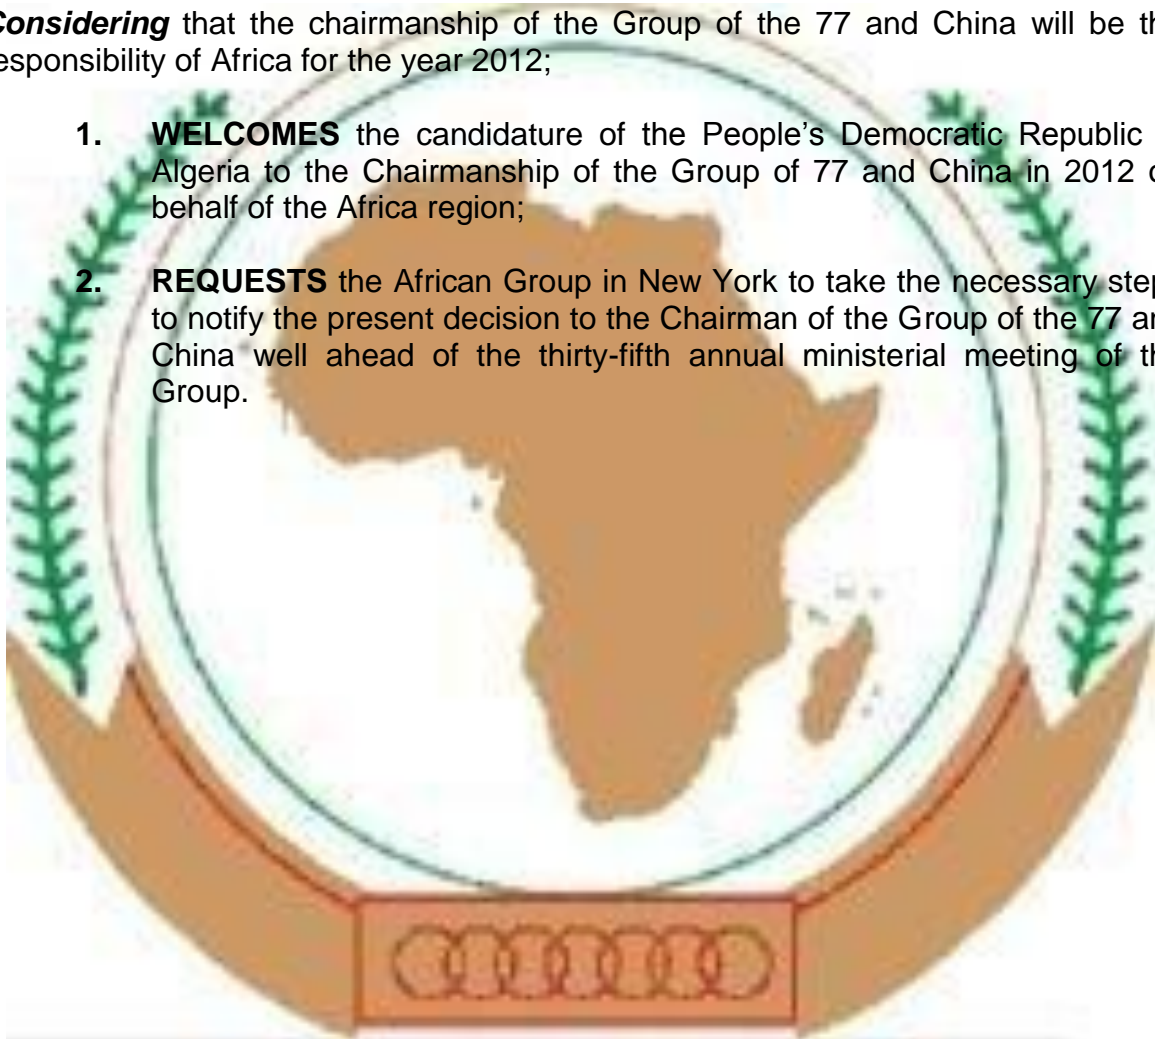 Considering that the chairmanship of the Group of the 77 and China will be th
esponsibility of Africa for the year 2012;
1. WELCOMES the candidature of the People’s Democratic Republic
Algeria to the Chairmanship of the Group of 77 and China in 2012 o
behalf of the Africa region;
2. REQUESTS the African Group in New York to take the necessary step
to notify the present decision to the Chairman of the Group of the 77 an
China well ahead of the thirty-fifth annual ministerial meeting of th
Group.